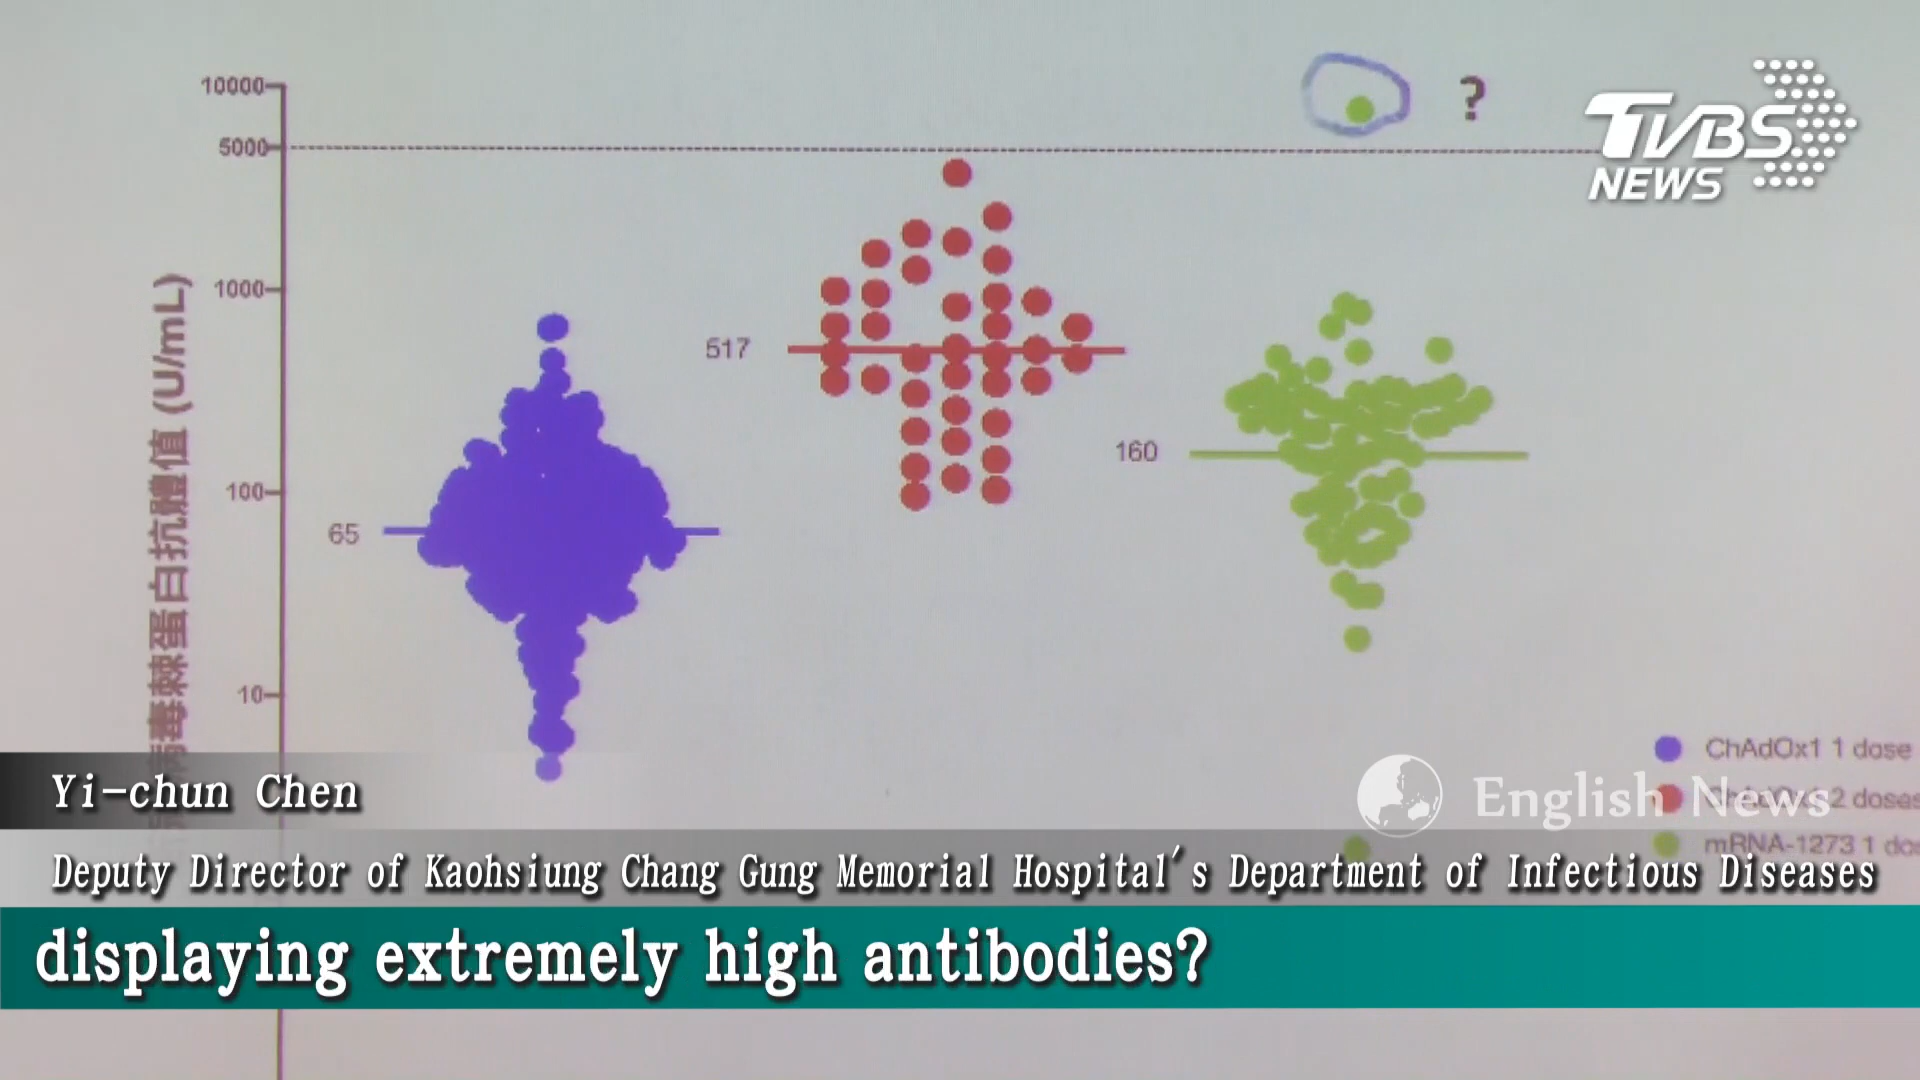 10000
?
TVBS
NEWS
5000
1000
517
160
100
65
10
病毒棘蛋白抗體值 (U/mL)
ChAdOx1 1 dose
2 doses
mRNA-1273 1
English News
Yi-chun Chen
Deputy Director of Kaohsiung Chang Gung Memorial Hospital's Department of Infectious Diseases
displaying extremely high antibodies?